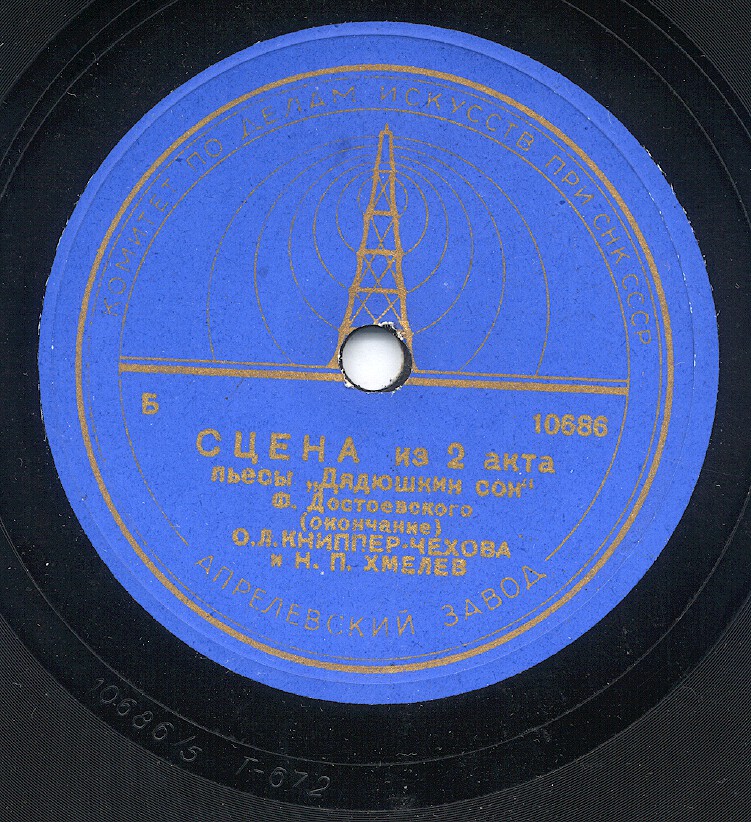 КОМИТЕТ ПО ДЕЛАМ ИСКУССТВ ПРИ СНК СССР
Б
10686
СЦЕНА из 2 акта
пьесы „Дядюшкин сон“
Ф. Достоевского
(окончание)
О.Л.КНИППЕР-ЧЕХОВА
и Н. П. ХМЕЛЕВ
АПРЕЛЕВСКИЙ ЗАВОД
10686/5 Т-672